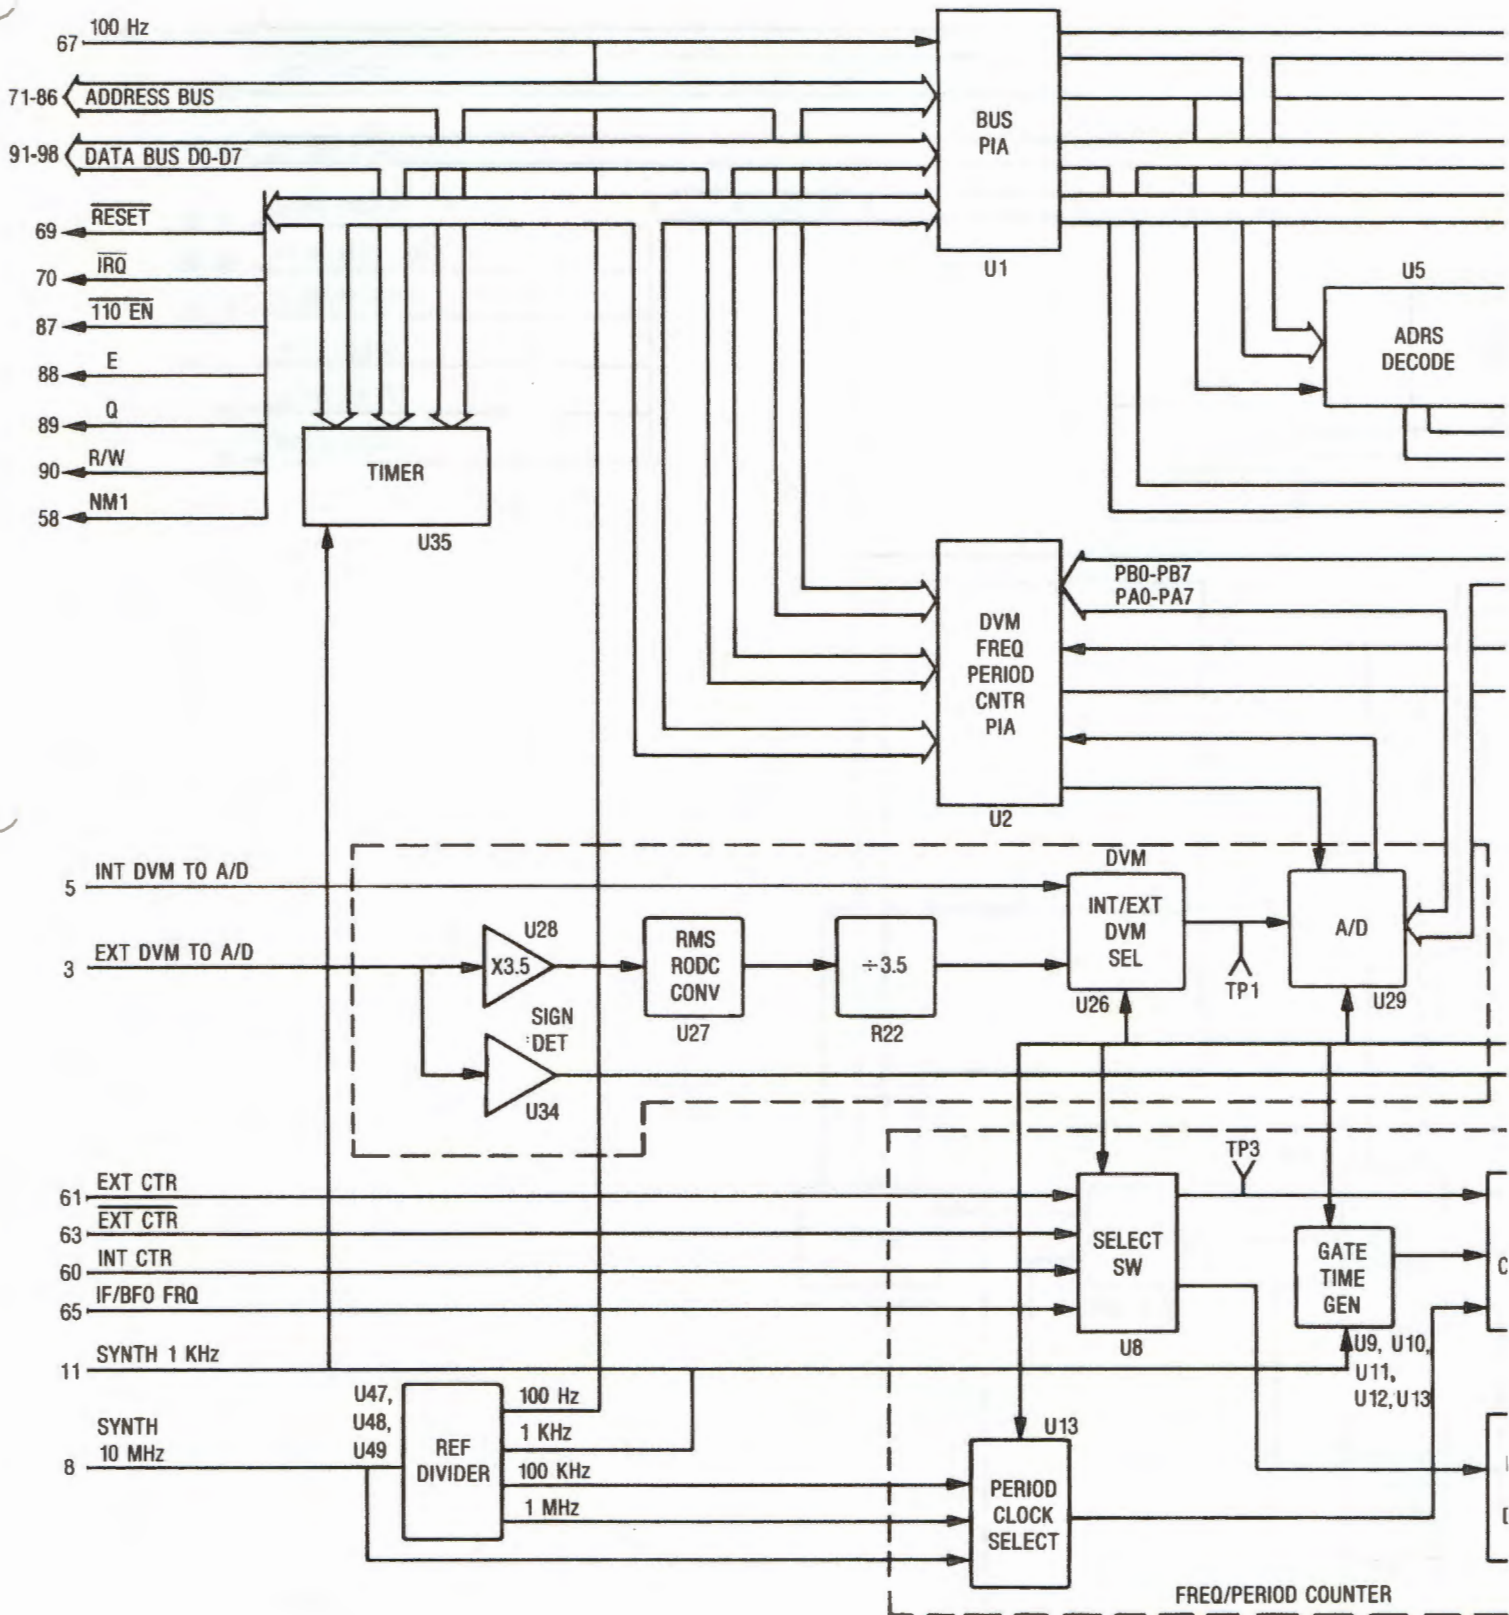 100 Hz
67
71-86
ADDRESS BUS
91-98
DATA BUS D0-D7
BUS
PIA
U1
RESET
69
IRQ
70
110 EN
87
E
88
Q
89
R/W
90
NM1
58
TIMER
U35
U5
ADRS
DECODE
PB0-PB7
PA0-PA7
DVM
FREQ
PERIOD
CNTR
PIA
U2
INT DVM TO A/D
5
EXT DVM TO A/D
3
U28
X3.5
SIGN
DET
U34
RMS
RODC
CONV
U27
÷3.5
R22
DVM
INT/EXT
DVM
SEL
U26
TP1
A/D
U29
EXT CTR
61
EXT CTR
63
INT CTR
60
IF/BFO FRQ
65
SYNTH 1 KHz
11
SYNTH
10 MHz
8
TP3
SELECT
SW
U8
GATE
TIME
GEN
U9, U10,
U11,
U12, U13
C
U47,
U48,
U49
REF
DIVIDER
100 Hz
1 KHz
100 KHz
1 MHz
U13
PERIOD
CLOCK
SELECT
FREQ/PERIOD COUNTER